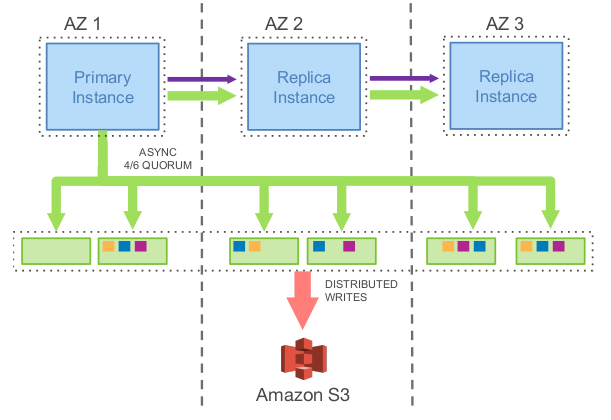 AZ 1
AZ 2
AZ 3
Primary
Instance
Replica
Instance
Replica
Instance
ASYNC
4/6 QUORUM
DISTRIBUTED
WRITES
Amazon S3